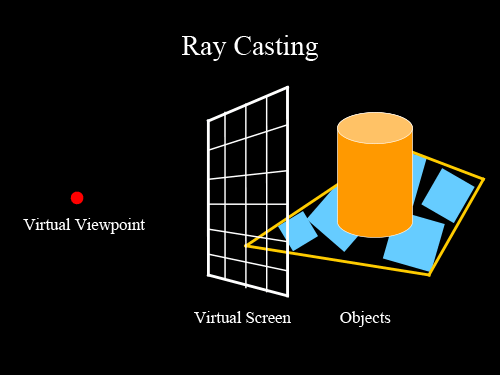 Ray Casting
Virtual Viewpoint
Virtual Screen
Objects